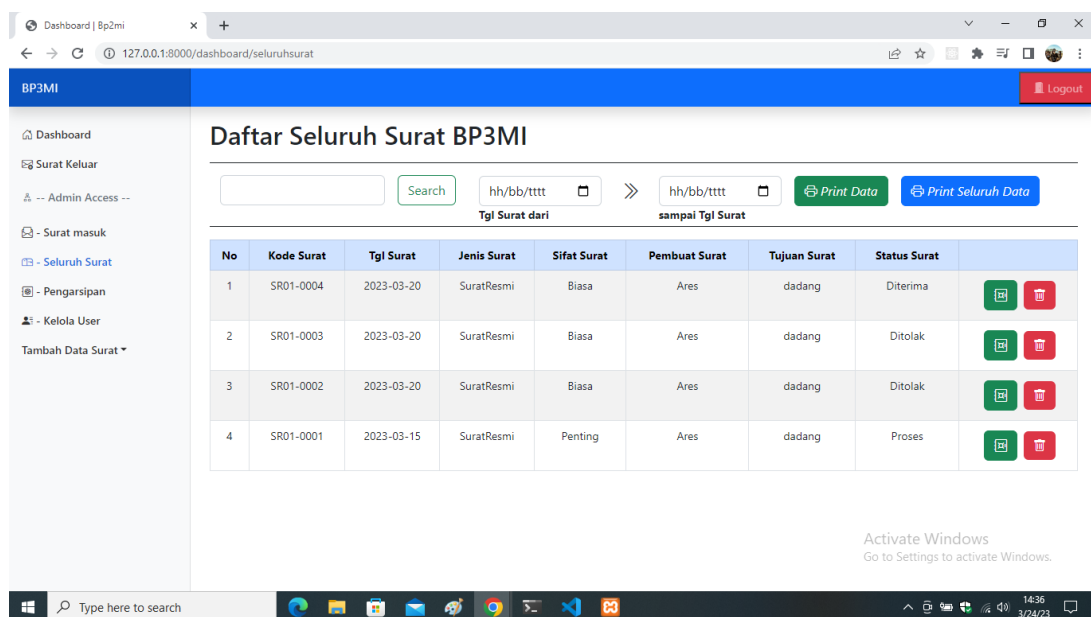 Dashboard | Bp2mi
127.0.0.1:8000/dashboard/seluruhsurat
BP3MI
Logout
Dashboard
Surat Keluar
-- Admin Access --
- Surat masuk
- Seluruh Surat
- Pengarsipan
- Kelola User
Tambah Data Surat
Daftar Seluruh Surat BP3MI
Search hh/bb/tttt hh/bb/tttt Print Data Print Seluruh Data
Tgl Surat dari sampai Tgl Surat
No Kode Surat Tgl Surat Jenis Surat Sifat Surat Pembuat Surat Tujuan Surat Status Surat
1 SR01-0004 2023-03-20 SuratResmi Biasa Ares dadang Diterima
2 SR01-0003 2023-03-20 SuratResmi Biasa Ares dadang Ditolak
3 SR01-0002 2023-03-20 SuratResmi Biasa Ares dadang Ditolak
4 SR01-0001 2023-03-15 SuratResmi Penting Ares dadang Proses
Activate Windows
Go to Settings to activate Windows.
Type here to search
14:36
3/24/23